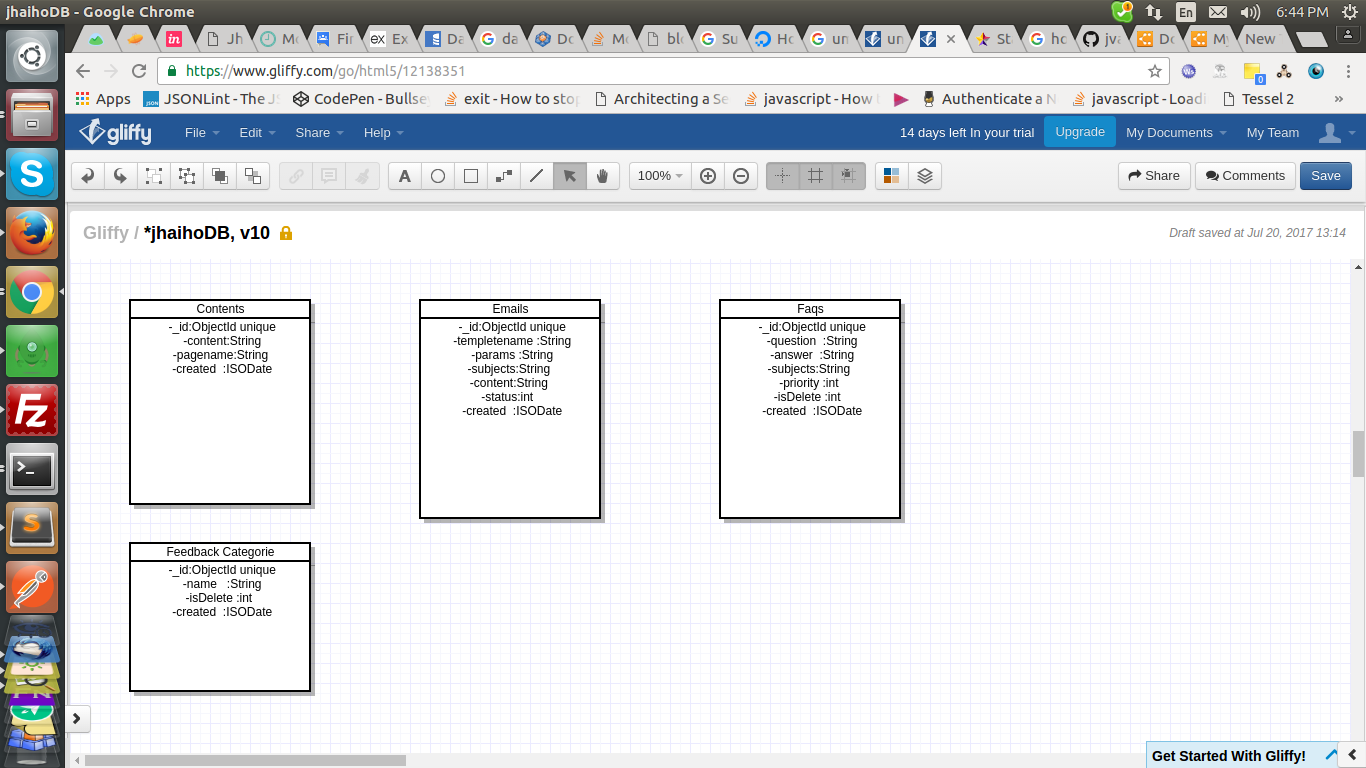 jhaihoDB - Google Chrome
En
6:44 PM
in
Jh
Mo
Fir
ex Ex
Da
da
Do
Mo
blo
Su
Ho
un
un
St
ho
jv
Do
My
New
https://www.gliffy.com/go/html5/12138351
0
Apps
JSONLint - The JS
CodePen - Bullse
exit - How to stop
Architecting a Se
javascript - How
Authenticate a N
javascript - Loadi
Tessel 2
»
gliffy
File
Edit
Share
Help
14 days left In your trial
Upgrade
My Documents
My Team
A
100%
Share
Comments
Save
Gliffy / *jhaihoDB, v10
Draft saved at Jul 20, 2017 13:14
Contents
-_id:ObjectId unique
-content:String
-pagename:String
-created :ISODate
Emails
-_id:ObjectId unique
-templetename :String
-params :String
-subjects:String
-content:String
-status:int
-created :ISODate
Faqs
-_id:ObjectId unique
-question :String
-answer :String
-subjects:String
-priority :int
-isDelete :int
-created :ISODate
Feedback Categorie
-_id:ObjectId unique
-name :String
-isDelete :int
-created :ISODate
Get Started With Gliffy!